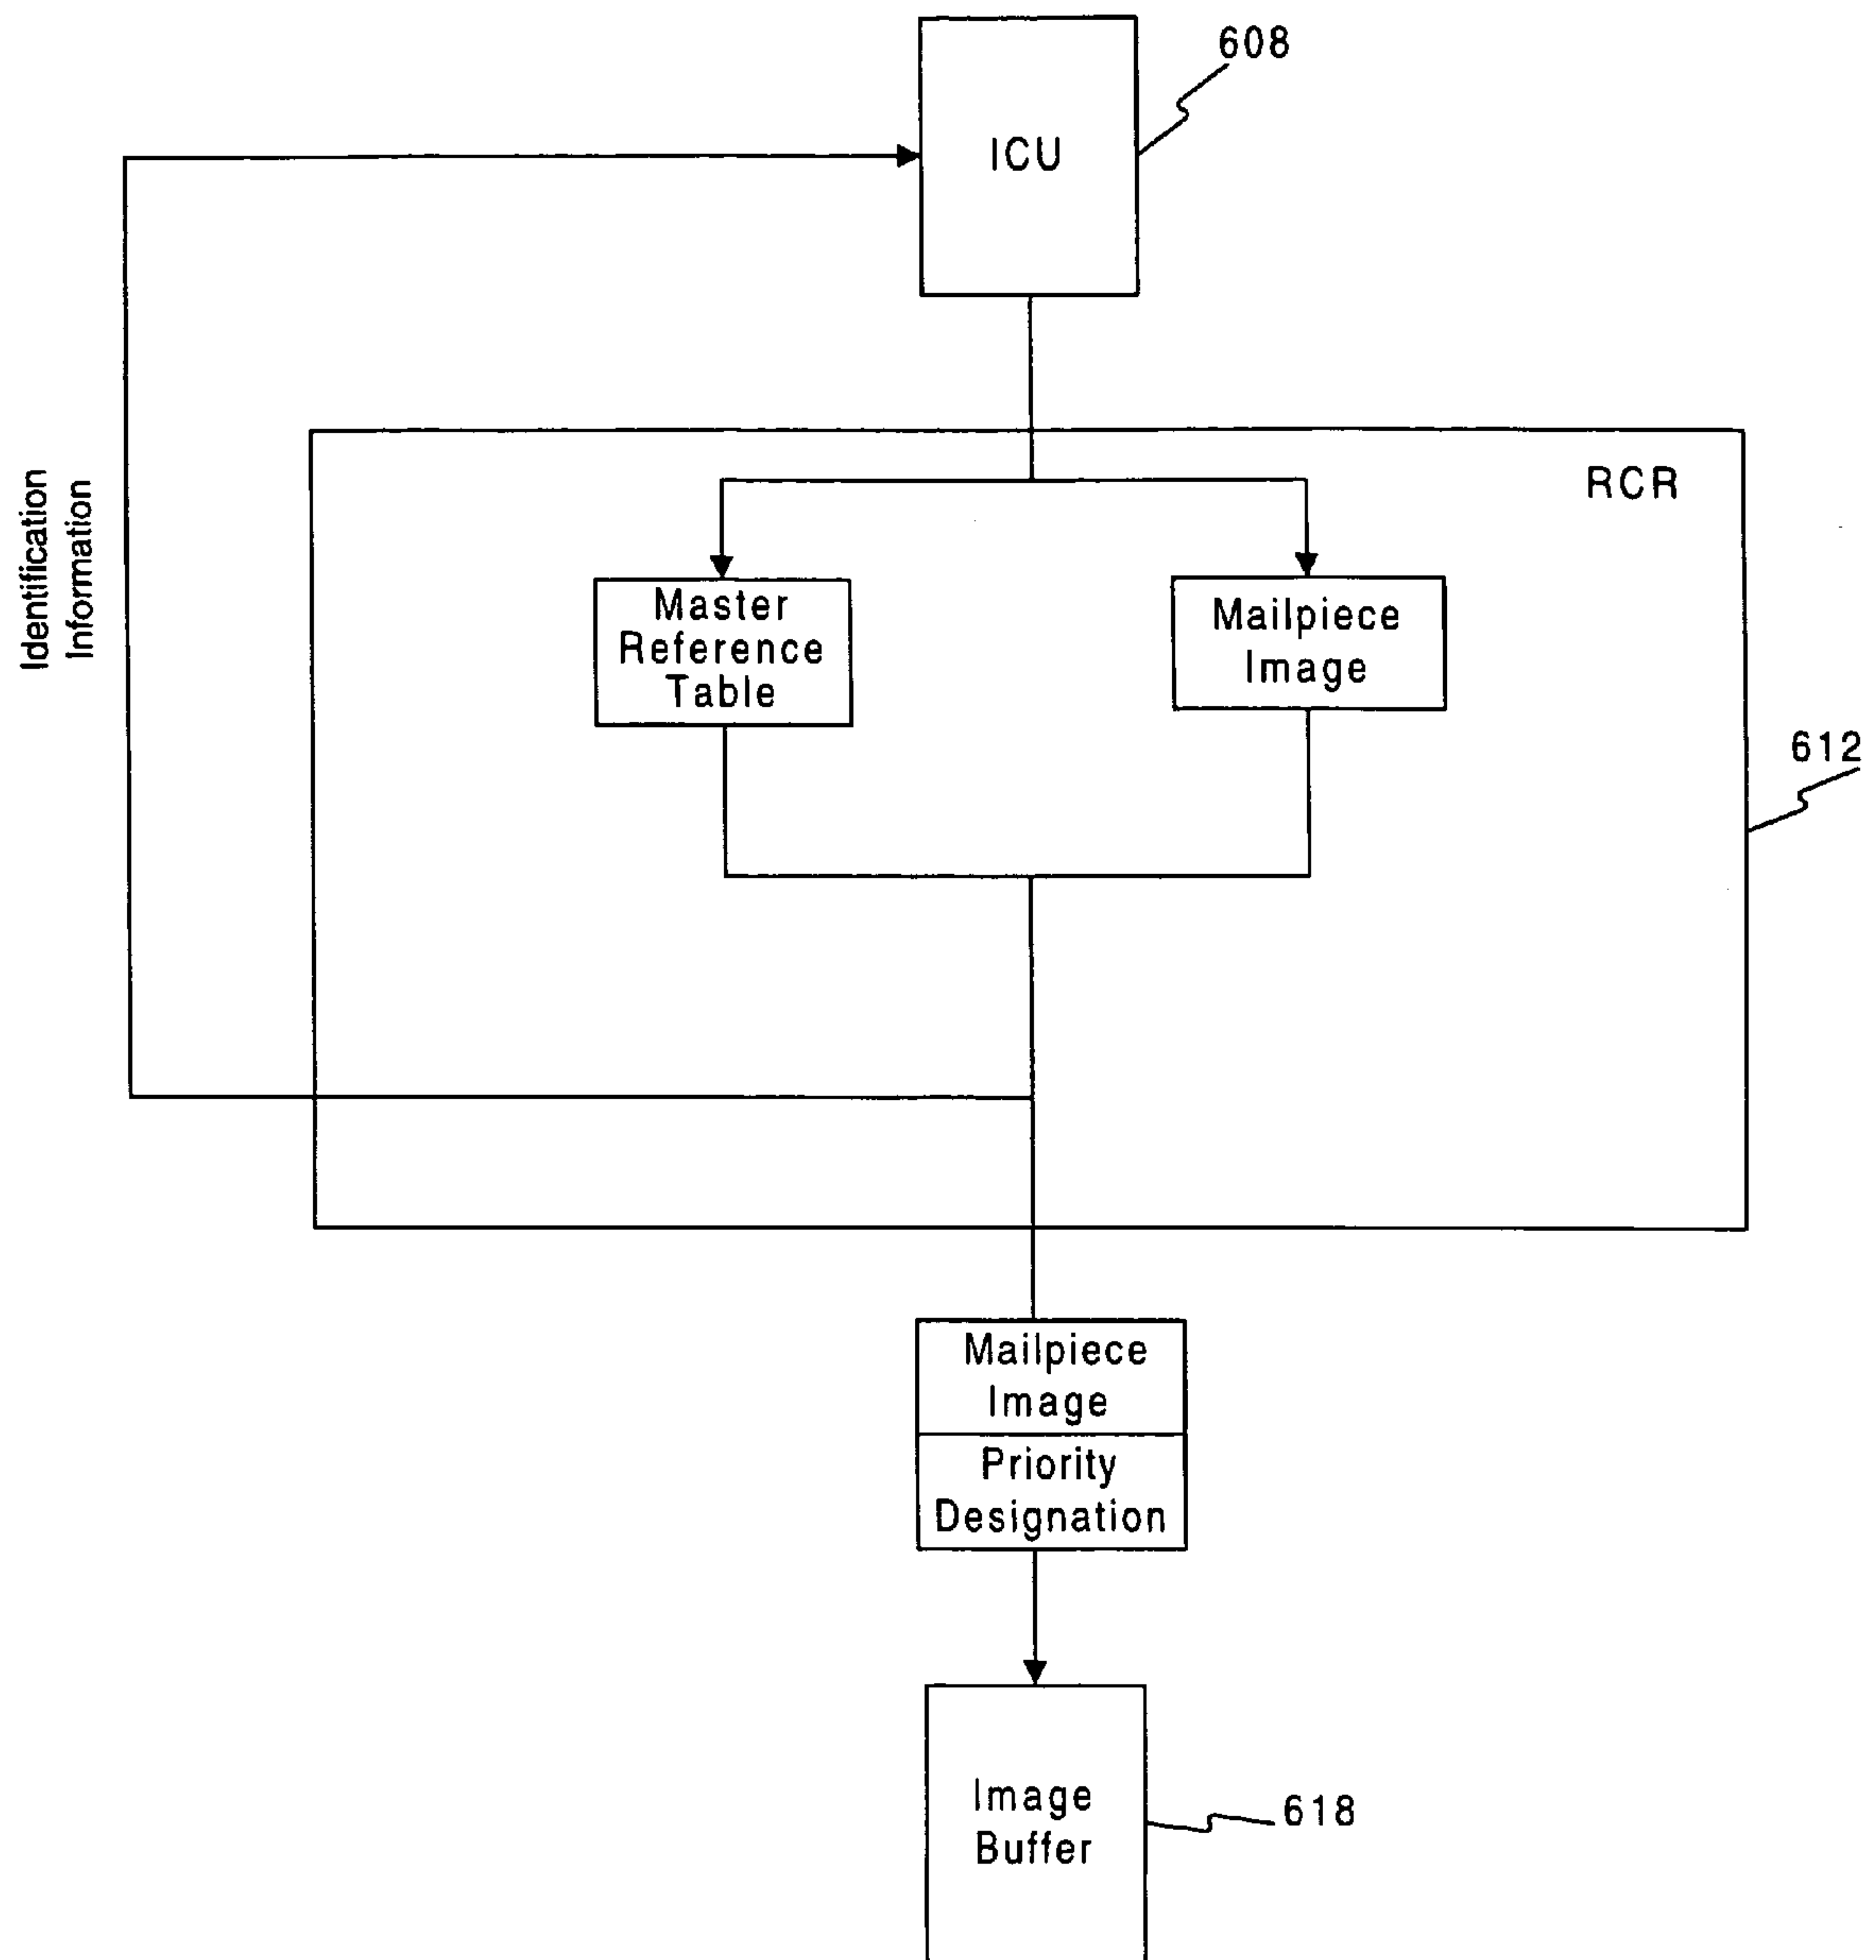 608
ICU
RCR
Identification
Information
Master
Reference
Table
Mailpiece
Image
612
Mailpiece
Image
Priority
Designation
Image
Buffer
618